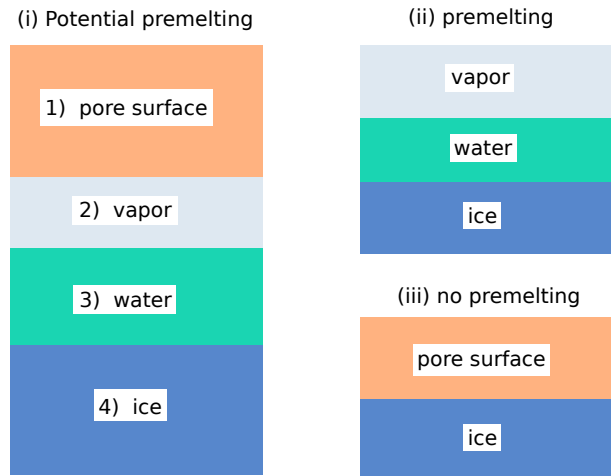 (i) Potential premelting
1) pore surface
2) vapor
3) water
4) ice
(ii) premelting
vapor
water
ice
(iii) no premelting
pore surface
ice